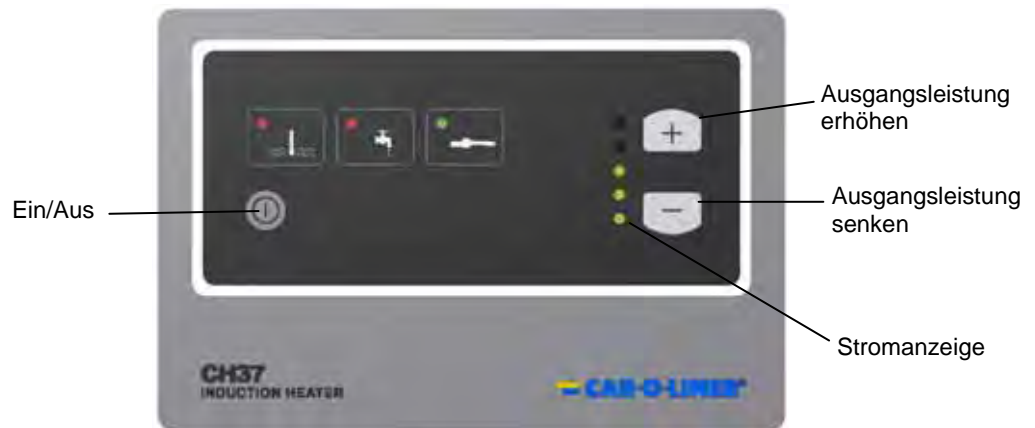 Ausgangsleistung
erhöhen
Ein/Aus
Ausgangsleistung
senken
Stromanzeige
CH37
INDUCTION HEATER
CAR-O-LINER®